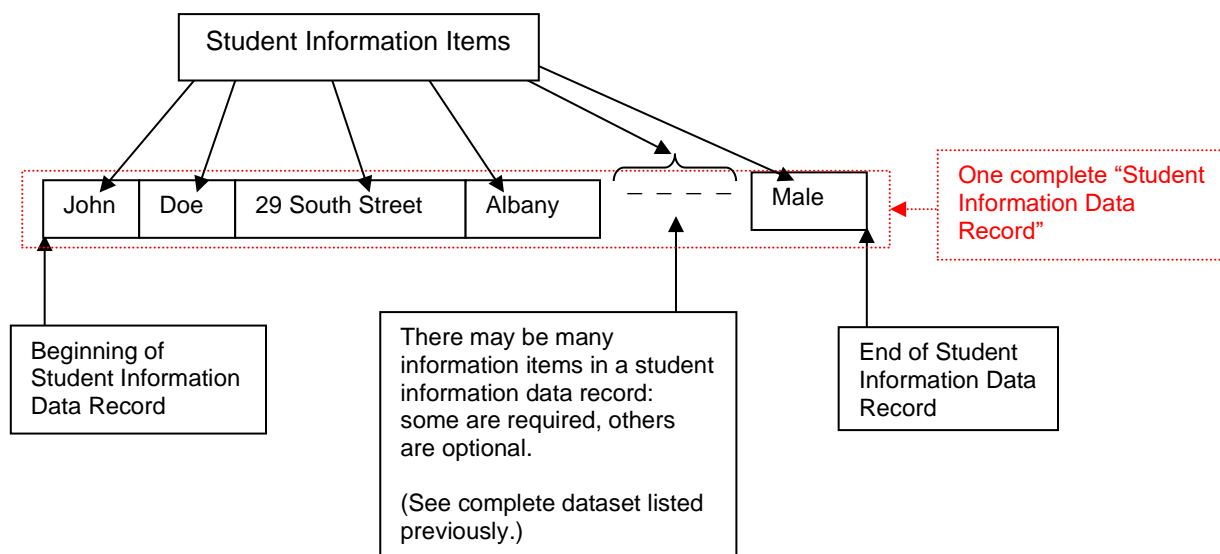 Student Information Items
John Doe 29 South Street Albany – – – – Male
One complete “Student
Information Data
Record”
Beginning of
Student Information
Data Record
There may be many
information items in a student
information data record:
some are required, others
are optional.
(See complete dataset listed
previously.)
End of Student
Information Data
Record